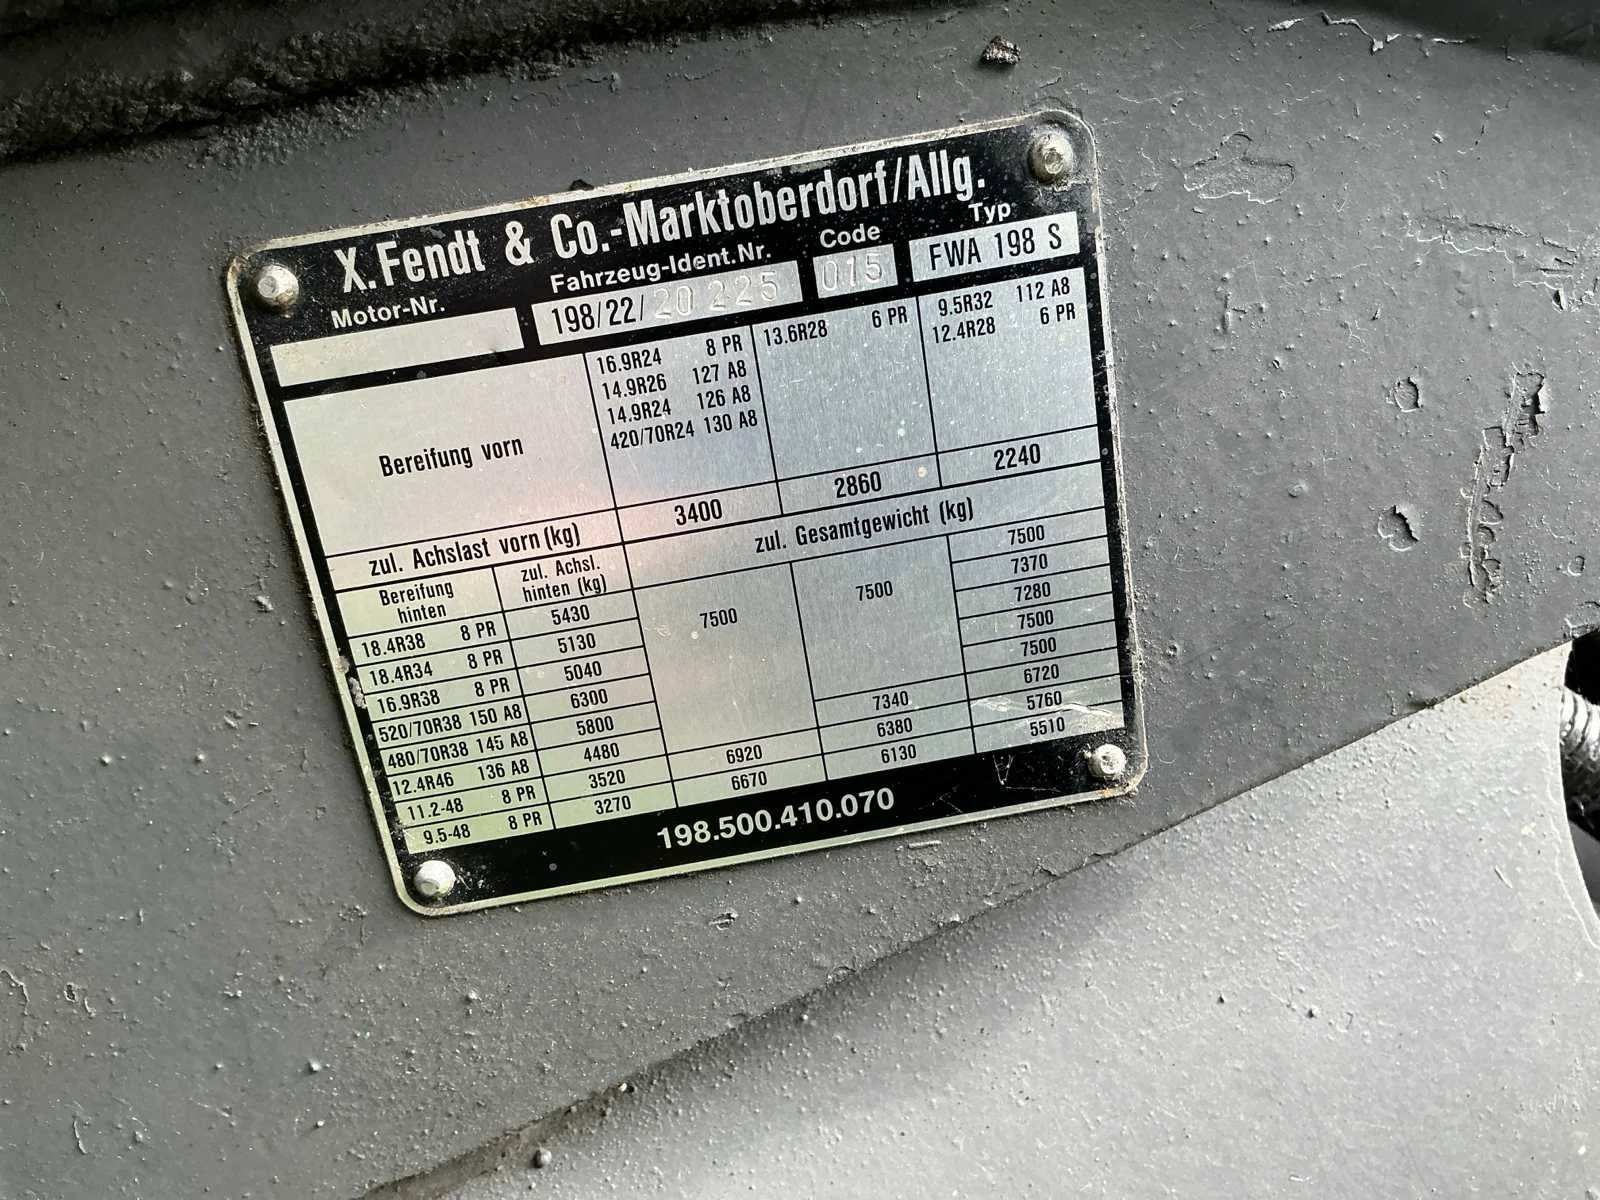 X.Fendt & Co.-Marktoberdorf/Allg.
Motor-Nr. Fahrzeug-Ident.Nr. Code Typ
198/22/20 225 015 FWA 198 S
Bereifung vorn
16.9R24 8 PR
14.9R26 127 A8
14.9R24 126 A8
420/70R24 130 A8
13.6R28 6 PR
9.5R32 112 A8
12.4R28 6 PR
zul. Achslast vorn (kg) 3400 2860 2240
Bereifung hinten
zul. Achsl. hinten (kg)
zul. Gesamtgewicht (kg)
18.4R38 8 PR 5430 7500 7500 7500
18.4R34 8 PR 5130 7370
16.9R38 8 PR 5040 7280
520/70R38 150 A8 6300 7500
480/70R38 145 A8 5800 7500
12.4R46 136 A8 4480 7340 6720
11.2-48 8 PR 3520 6920 6380 5760
9.5-48 8 PR 3270 6670 6130 5510
198.500.410.070